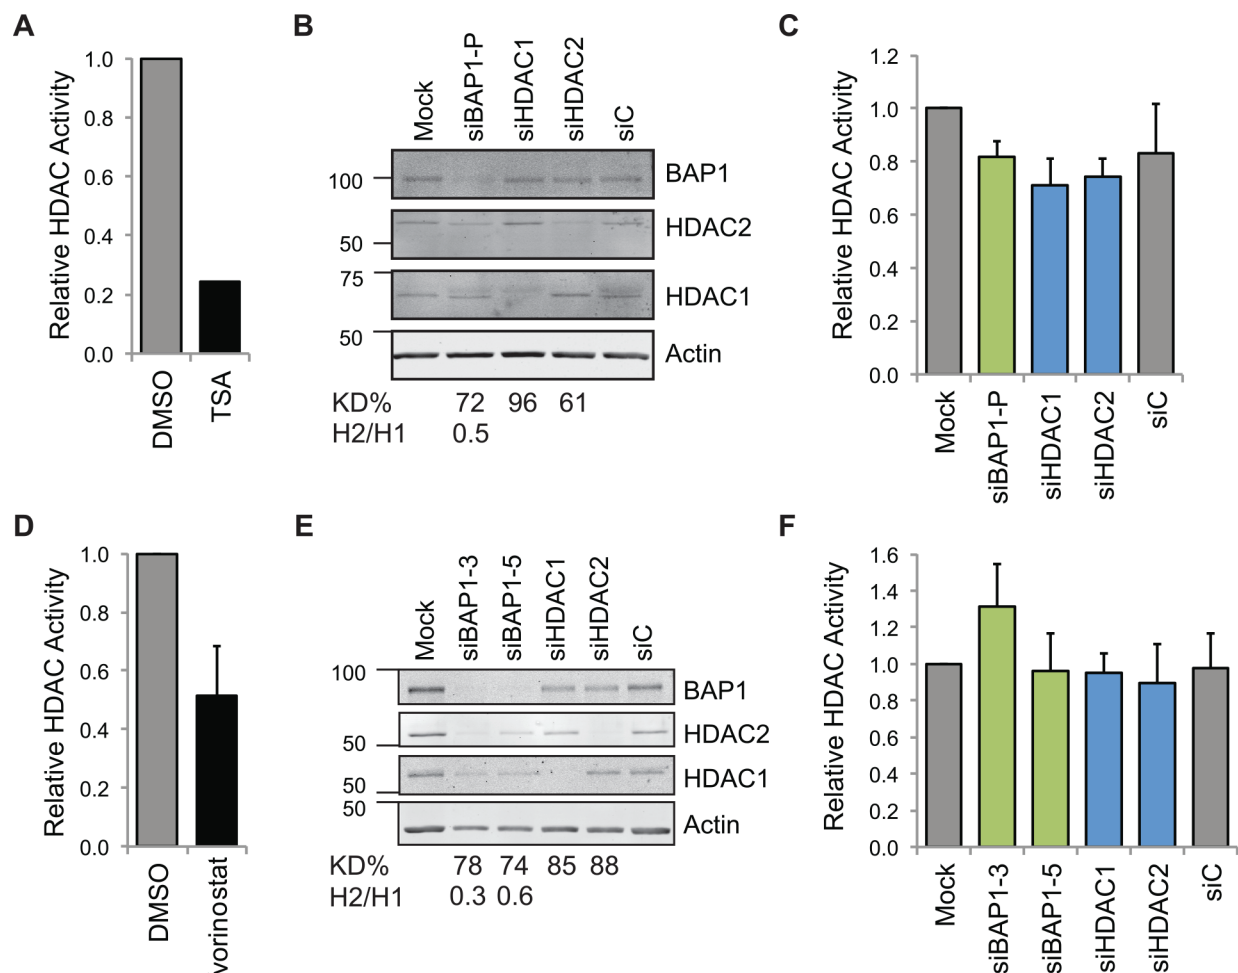 A
Relative HDAC Activity
1.0
0.8
0.6
0.4
0.2
0.0
DMSO
TSA
B
Mock
siBAP1-P
siHDAC1
siHDAC2
siC
100
BAP1
50
HDAC2
75
HDAC1
50
Actin
KD% 72 96 61
H2/H1 0.5
C
Relative HDAC Activity
1.2
1.0
0.8
0.6
0.4
0.2
0.0
Mock
siBAP1-P
siHDAC1
siHDAC2
siC
D
Relative HDAC Activity
1.0
0.8
0.6
0.4
0.2
0.0
DMSO
vorinostat
E
Mock
siBAP1-3
siBAP1-5
siHDAC1
siHDAC2
siC
100
BAP1
50
HDAC2
50
HDAC1
50
Actin
KD% 78 74 85 88
H2/H1 0.3 0.6
F
Relative HDAC Activity
1.6
1.4
1.2
1.0
0.8
0.6
0.4
0.2
0.0
Mock
siBAP1-3
siBAP1-5
siHDAC1
siHDAC2
siC